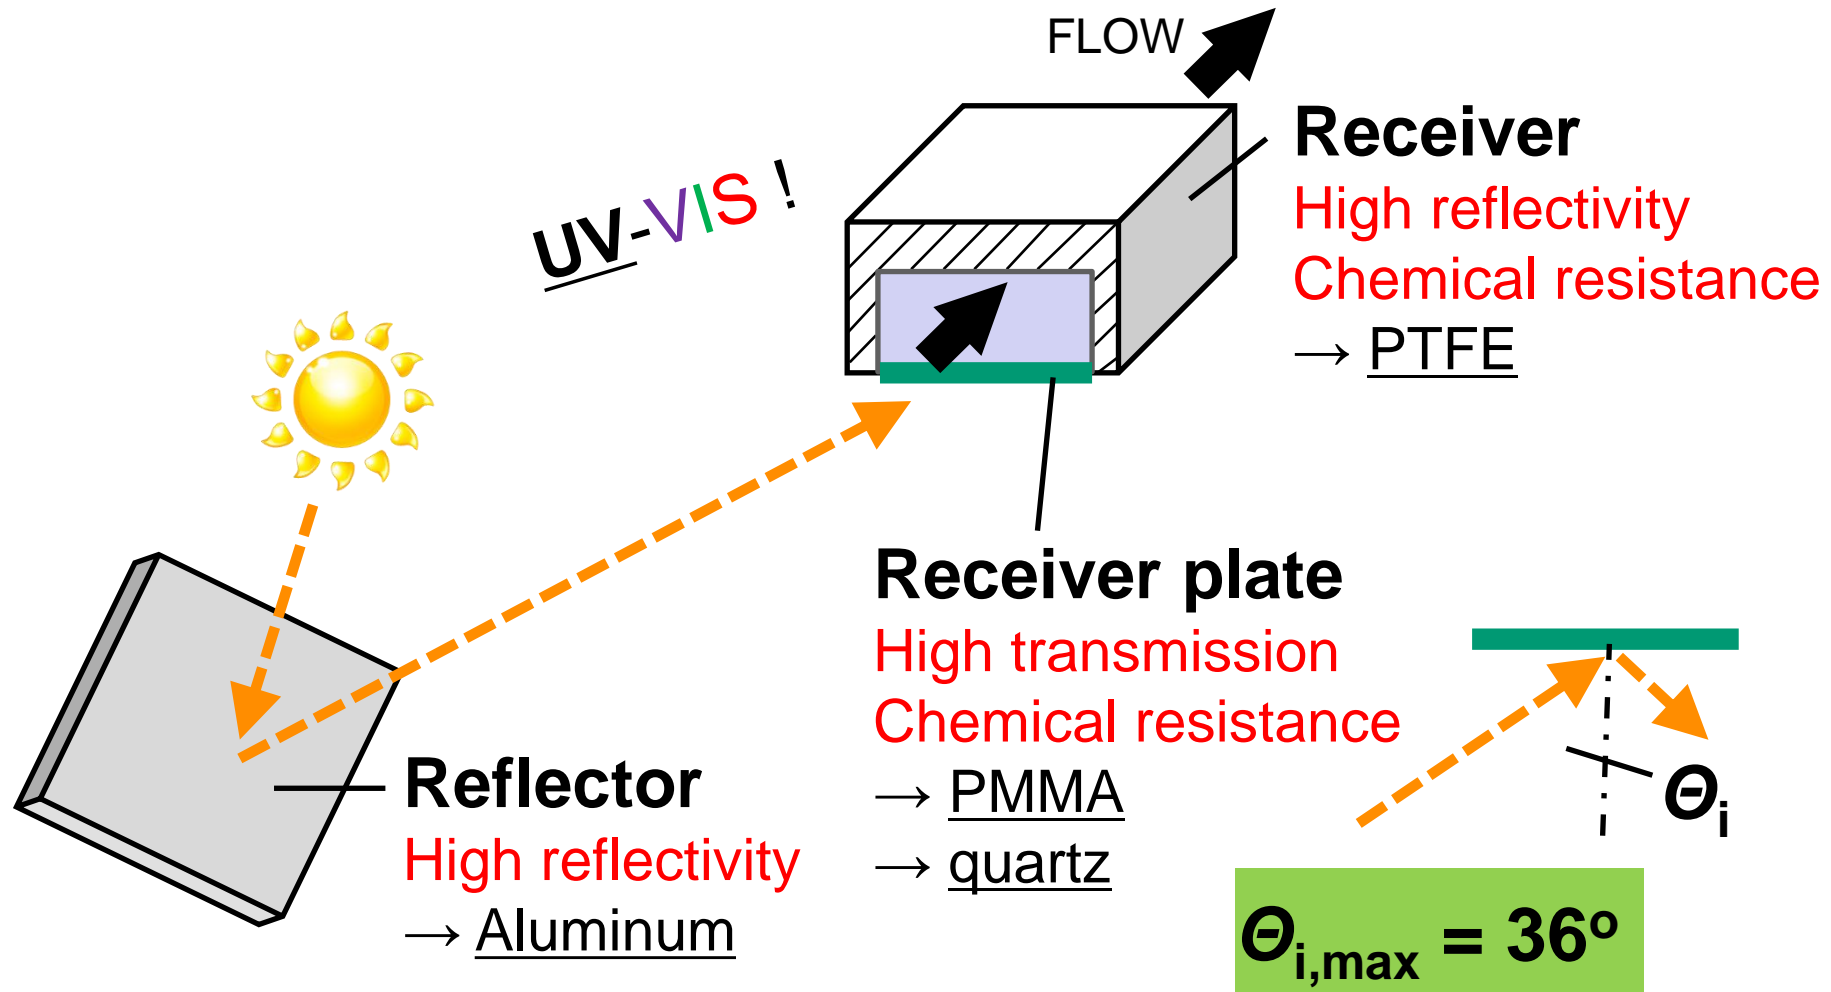 FLOW
UV-VIS !
Receiver
High reflectivity
Chemical resistance
→ PTFE
Receiver plate
High transmission
Chemical resistance
→ PMMA
→ quartz
Reflector
High reflectivity
→ Aluminum
Θi
Θi,max = 36º